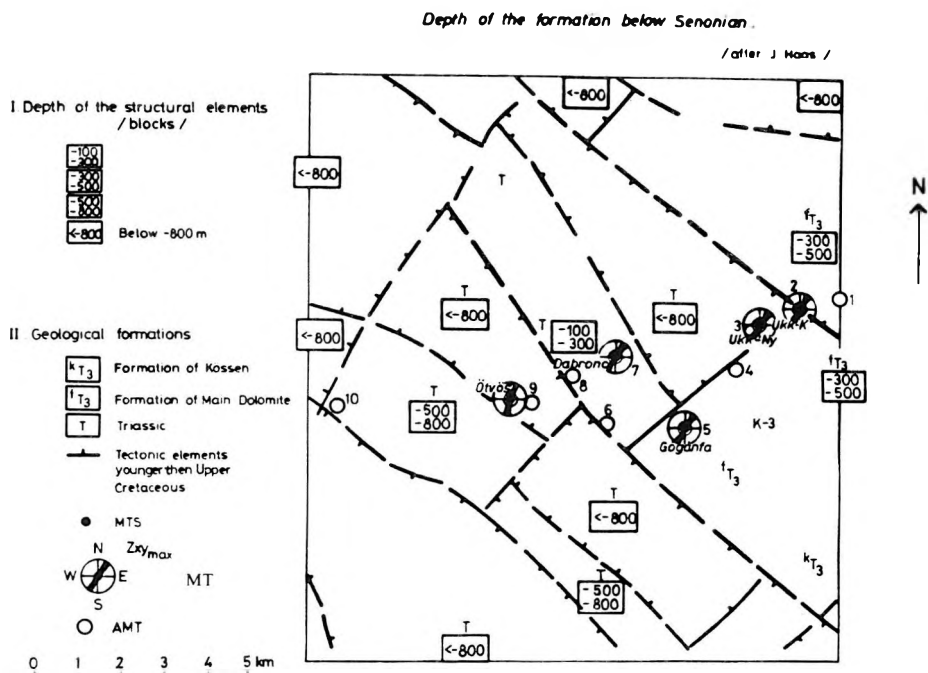 Depth of the formation below Senonian.
/after J Haas/
I Depth of the structural elements
/blocks/
-100
-300
-300
-500
-500
-800
<-800 Below -800 m
II Geological formations
kT3 Formation of Kössen
fT3 Formation of Main Dolomite
T Triassic
Tectonic elements
younger then Upper
Cretaceous
MTS
N Zxymax
W E MT
S
AMT
0 1 2 3 4 5 km
N
<-800
<-800
<-800
T
fT3
-300
-500
2
1
T
<-800
T
<-800
3
Ukk-K
Ukk-Ny
<-800
T
-100
-300
Dabronc
7
4
fT3
-300
-500
8
Ötvös
9
10
T
-500
-800
6
5
Gogánfa
K-3
fT3
T
<-800
kT3
T
-500
-800
<-800